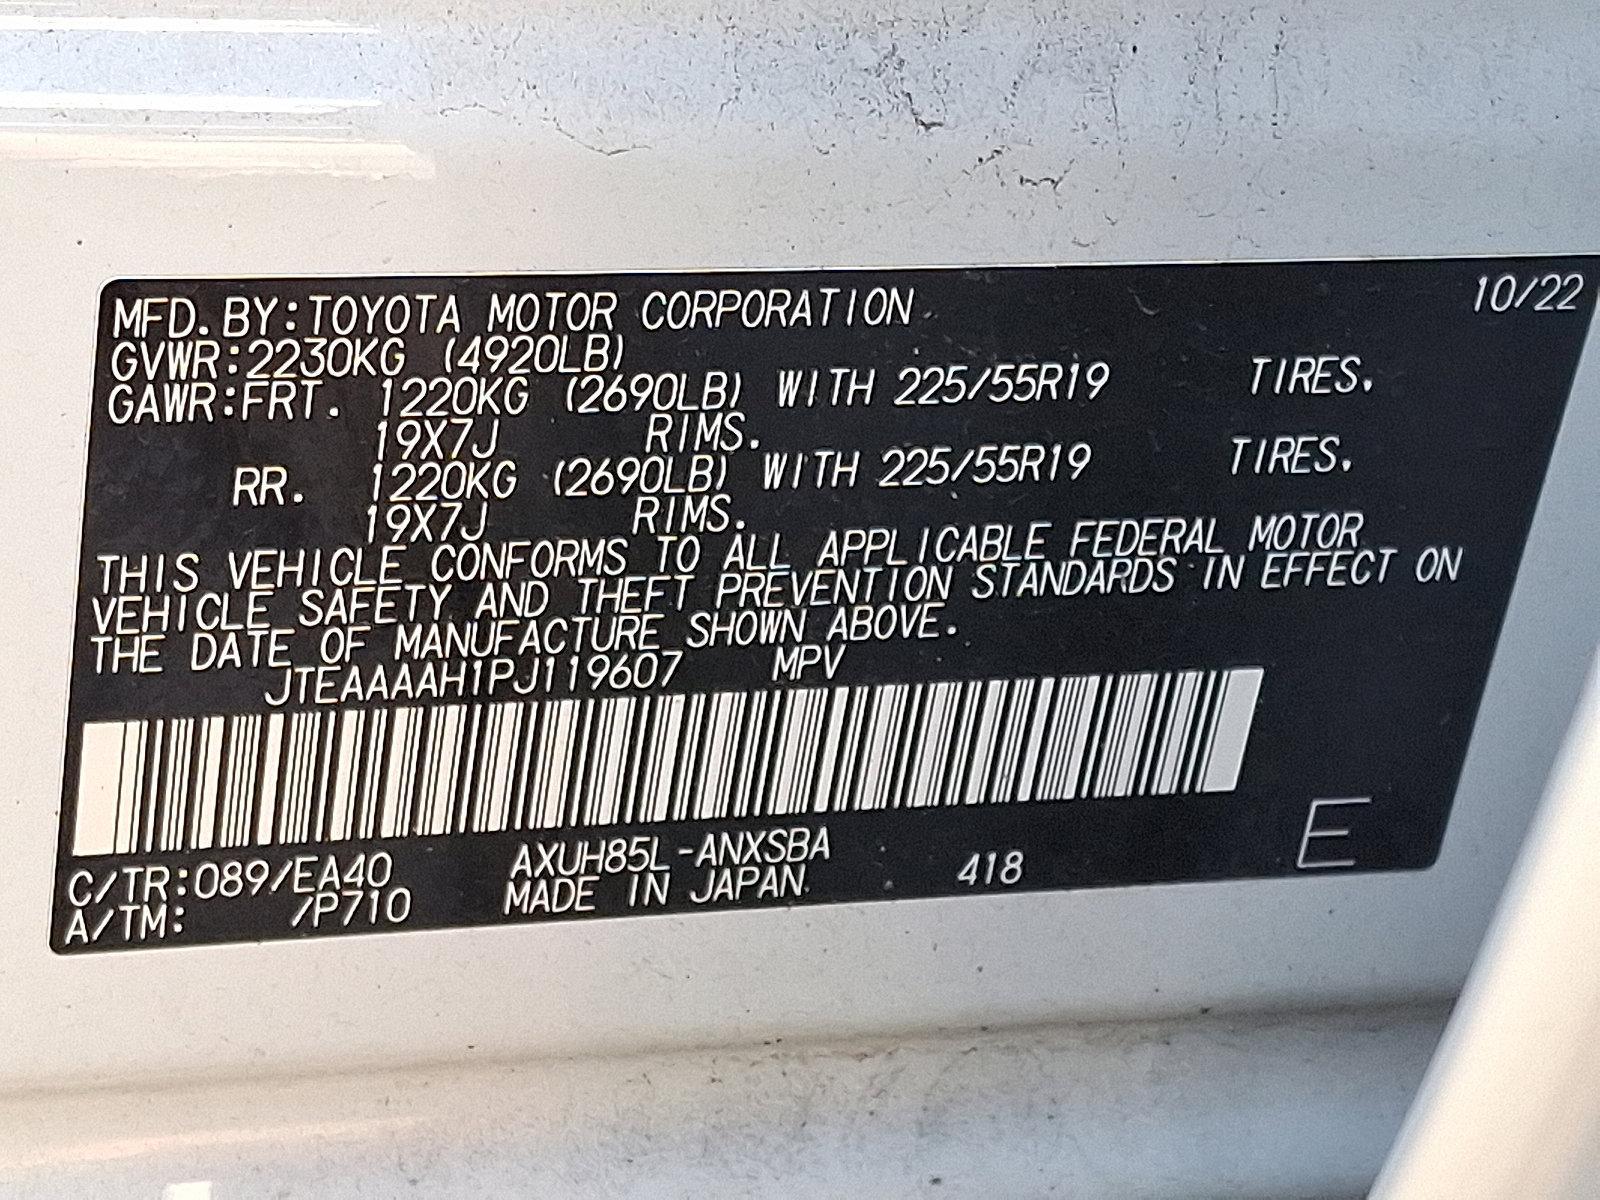 MFD. BY: TOYOTA MOTOR CORPORATION 10/22
GVWR: 2230KG (4920LB)
GAWR: FRT. 1220KG (2690LB) WITH 225/55R19 TIRES.
19X7J RIMS.
RR. 1220KG (2690LB) WITH 225/55R19 TIRES.
19X7J RIMS.
THIS VEHICLE CONFORMS TO ALL APPLICABLE FEDERAL MOTOR
VEHICLE SAFETY AND THEFT PREVENTION STANDARDS IN EFFECT ON
THE DATE OF MANUFACTURE SHOWN ABOVE.
JTEAAAAH1PJ119607 MPV
C/TR: 089/EA40 AXUH85L-ANXSBA
A/TM: /P710 MADE IN JAPAN 418 E